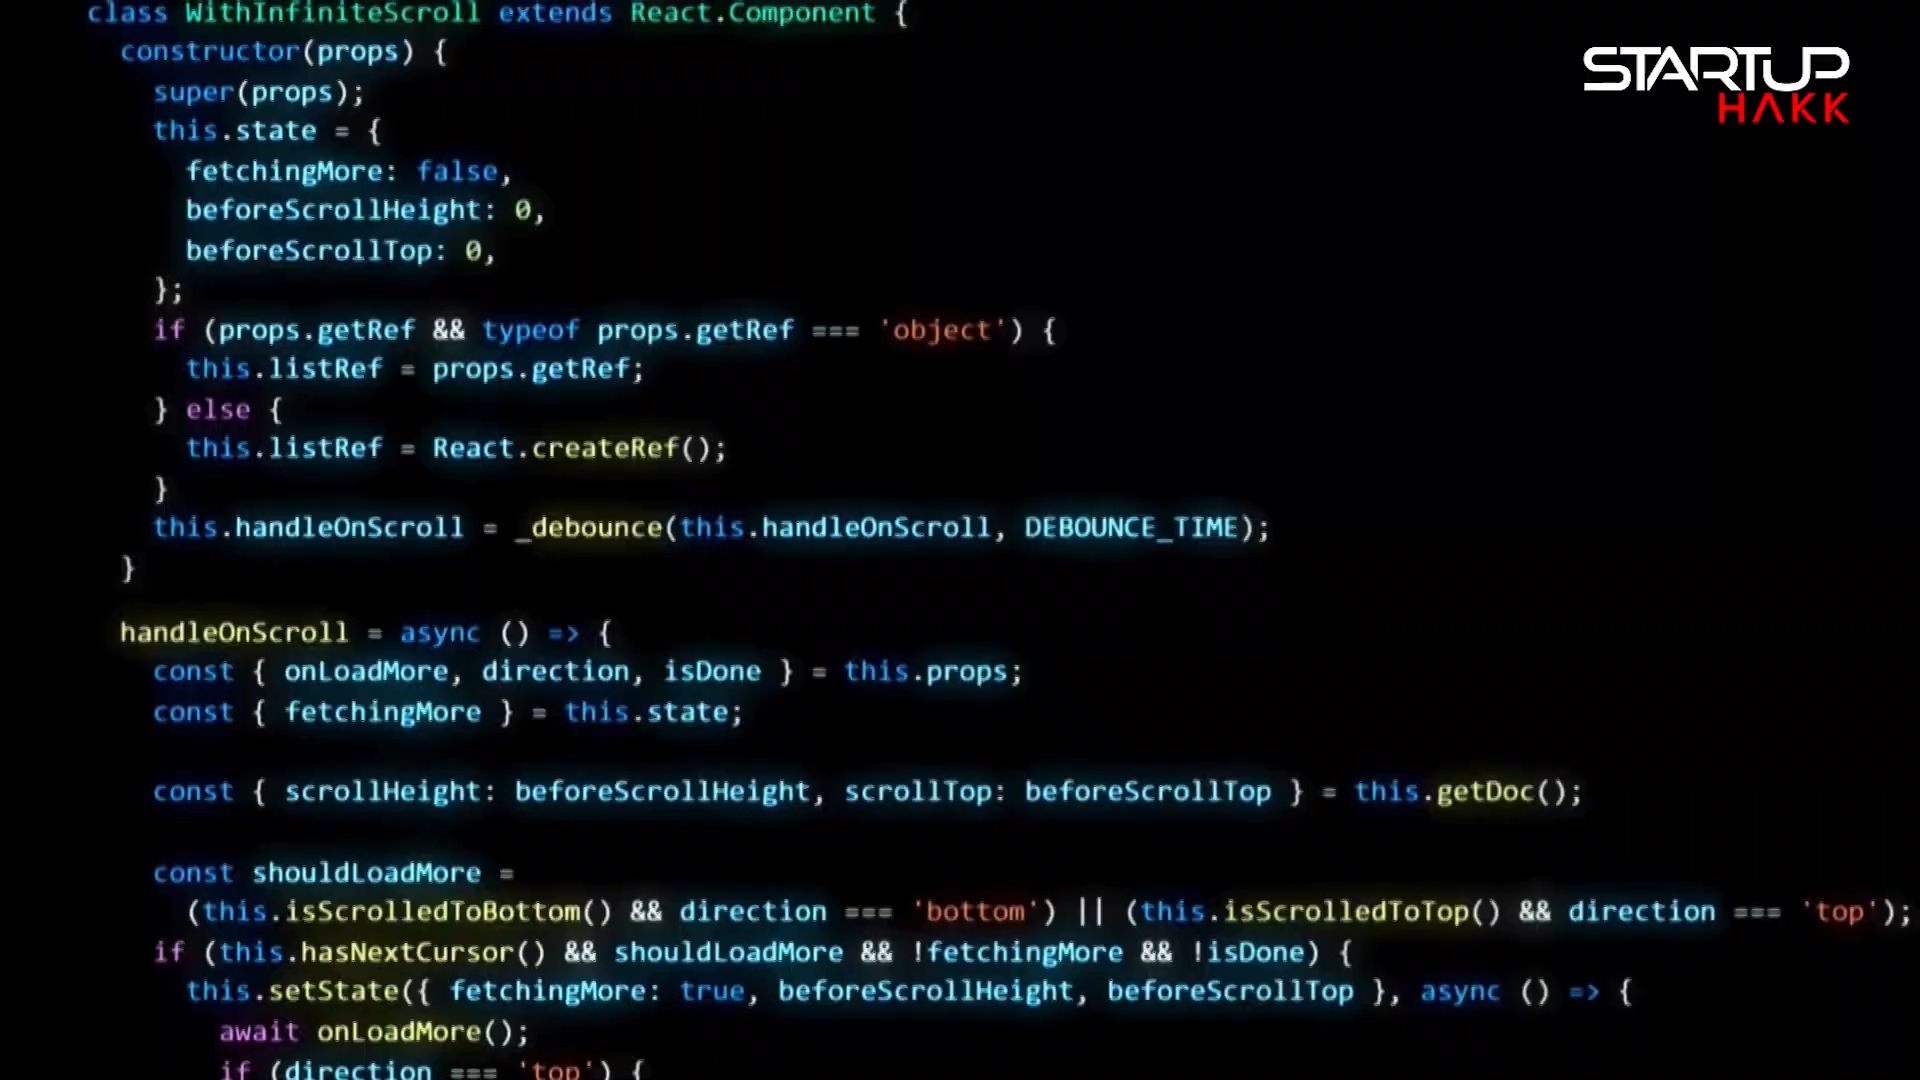 class WithInfiniteScroll extends React.Component {
constructor(props) {
super(props);
this.state = {
fetchingMore: false,
beforeScrollHeight: 0,
beforeScrollTop: 0,
};
if (props.getRef && typeof props.getRef === 'object') {
this.listRef = props.getRef;
} else {
this.listRef = React.createRef();
}
this.handleOnScroll = _debounce(this.handleOnScroll, DEBOUNCE_TIME);
}
handleOnScroll = async () => {
const { onLoadMore, direction, isDone } = this.props;
const { fetchingMore } = this.state;
const { scrollHeight: beforeScrollHeight, scrollTop: beforeScrollTop } = this.getDoc();
const shouldLoadMore =
(this.isScrolledToBottom() && direction === 'bottom') || (this.isScrolledToTop() && direction === 'top');
if (this.hasNextCursor() && shouldLoadMore && !fetchingMore && !isDone) {
this.setState({ fetchingMore: true, beforeScrollHeight, beforeScrollTop }, async () => {
await onLoadMore();
if (direction === 'top') {
STARTUP
HAKK